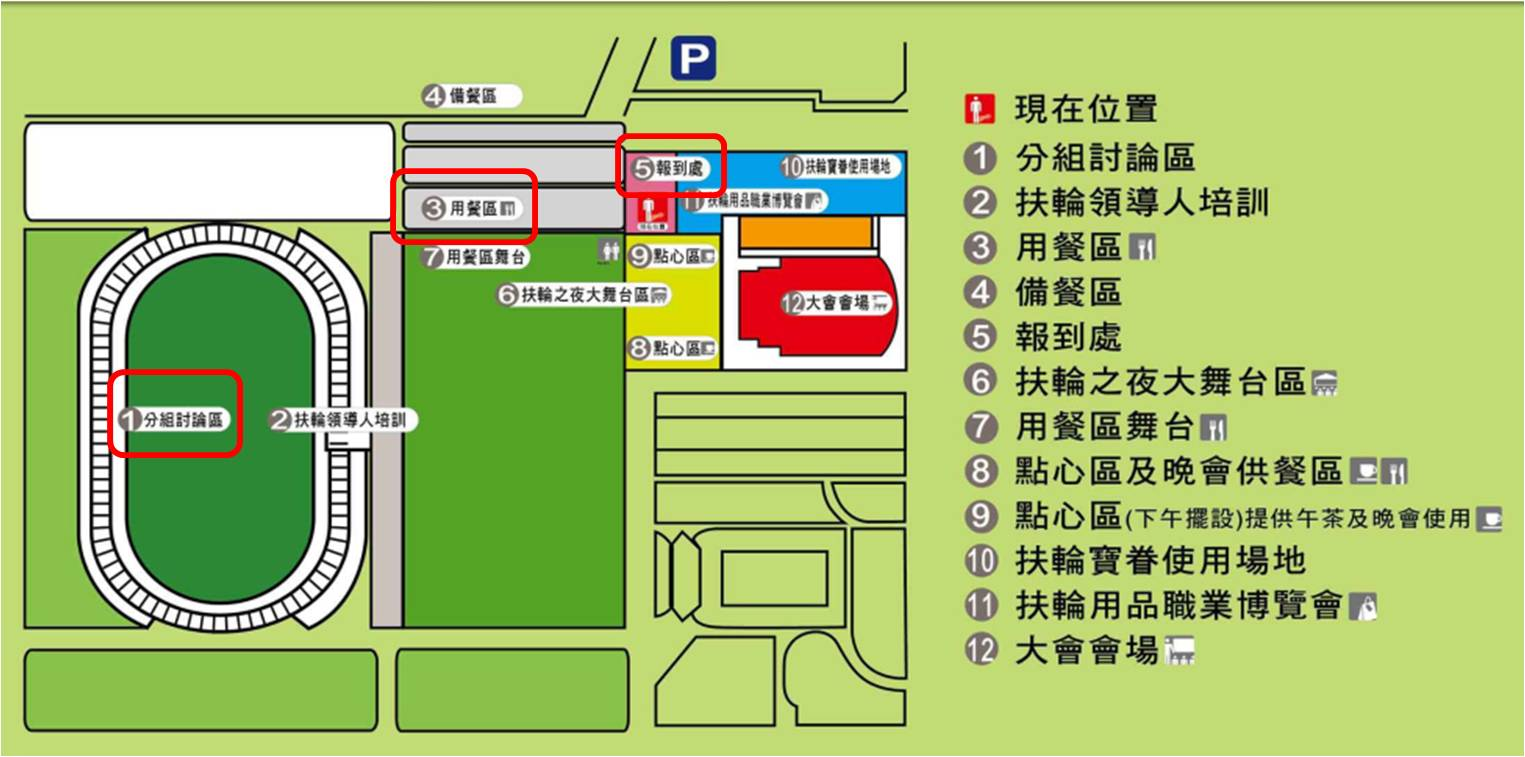 P
4 備餐區
5 報到處
10 扶輪寶眷使用場地
3 用餐區
11 扶輪用品職業博覽會
7 用餐區舞台
9 點心區
6 扶輪之夜大舞台區
12 大會會場
8 點心區
1 分組討論區
2 扶輪領導人培訓
現在位置
1 分組討論區
2 扶輪領導人培訓
3 用餐區
4 備餐區
5 報到處
6 扶輪之夜大舞台區
7 用餐區舞台
8 點心區及晚會供餐區
9 點心區(下午擺設)提供午茶及晚會使用
10 扶輪寶眷使用場地
11 扶輪用品職業博覽會
12 大會會場